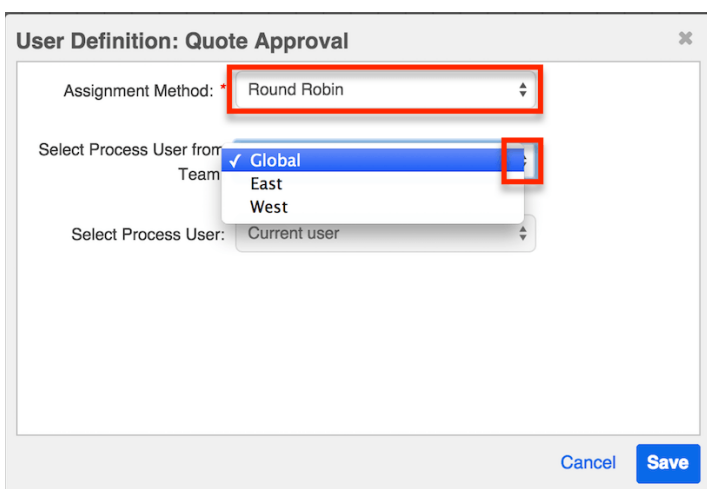 User Definition: Quote Approval
Assignment Method: * Round Robin
Select Process User from
Team
✓ Global
East
West
Select Process User: Current user
Cancel Save